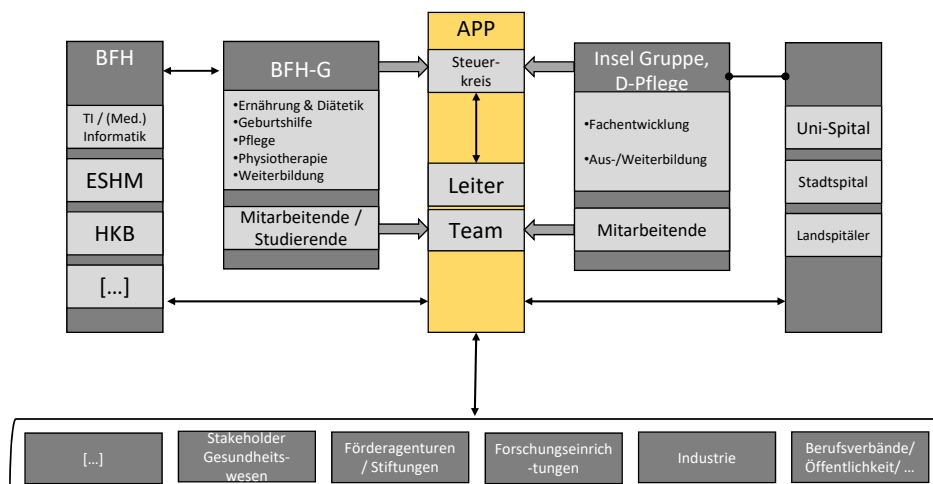 BFH
TI / (Med.)
Informatik
ESHM
HKB
[...]
BFH-G
•Ernährung & Diätetik
•Geburtshilfe
•Pflege
•Physiotherapie
•Weiterbildung
Mitarbeitende /
Studierende
APP
Steuer-
kreis
Leiter
Team
Insel Gruppe,
D-Pflege
•Fachentwicklung
•Aus-/Weiterbildung
Mitarbeitende
Uni-Spital
Stadtspital
Landspitäler
[...]
Stakeholder
Gesundheits-
wesen
Förderagenturen
/ Stiftungen
Forschungseinrich
-tungen
Industrie
Berufsverbände/
Öffentlichkeit/ ...